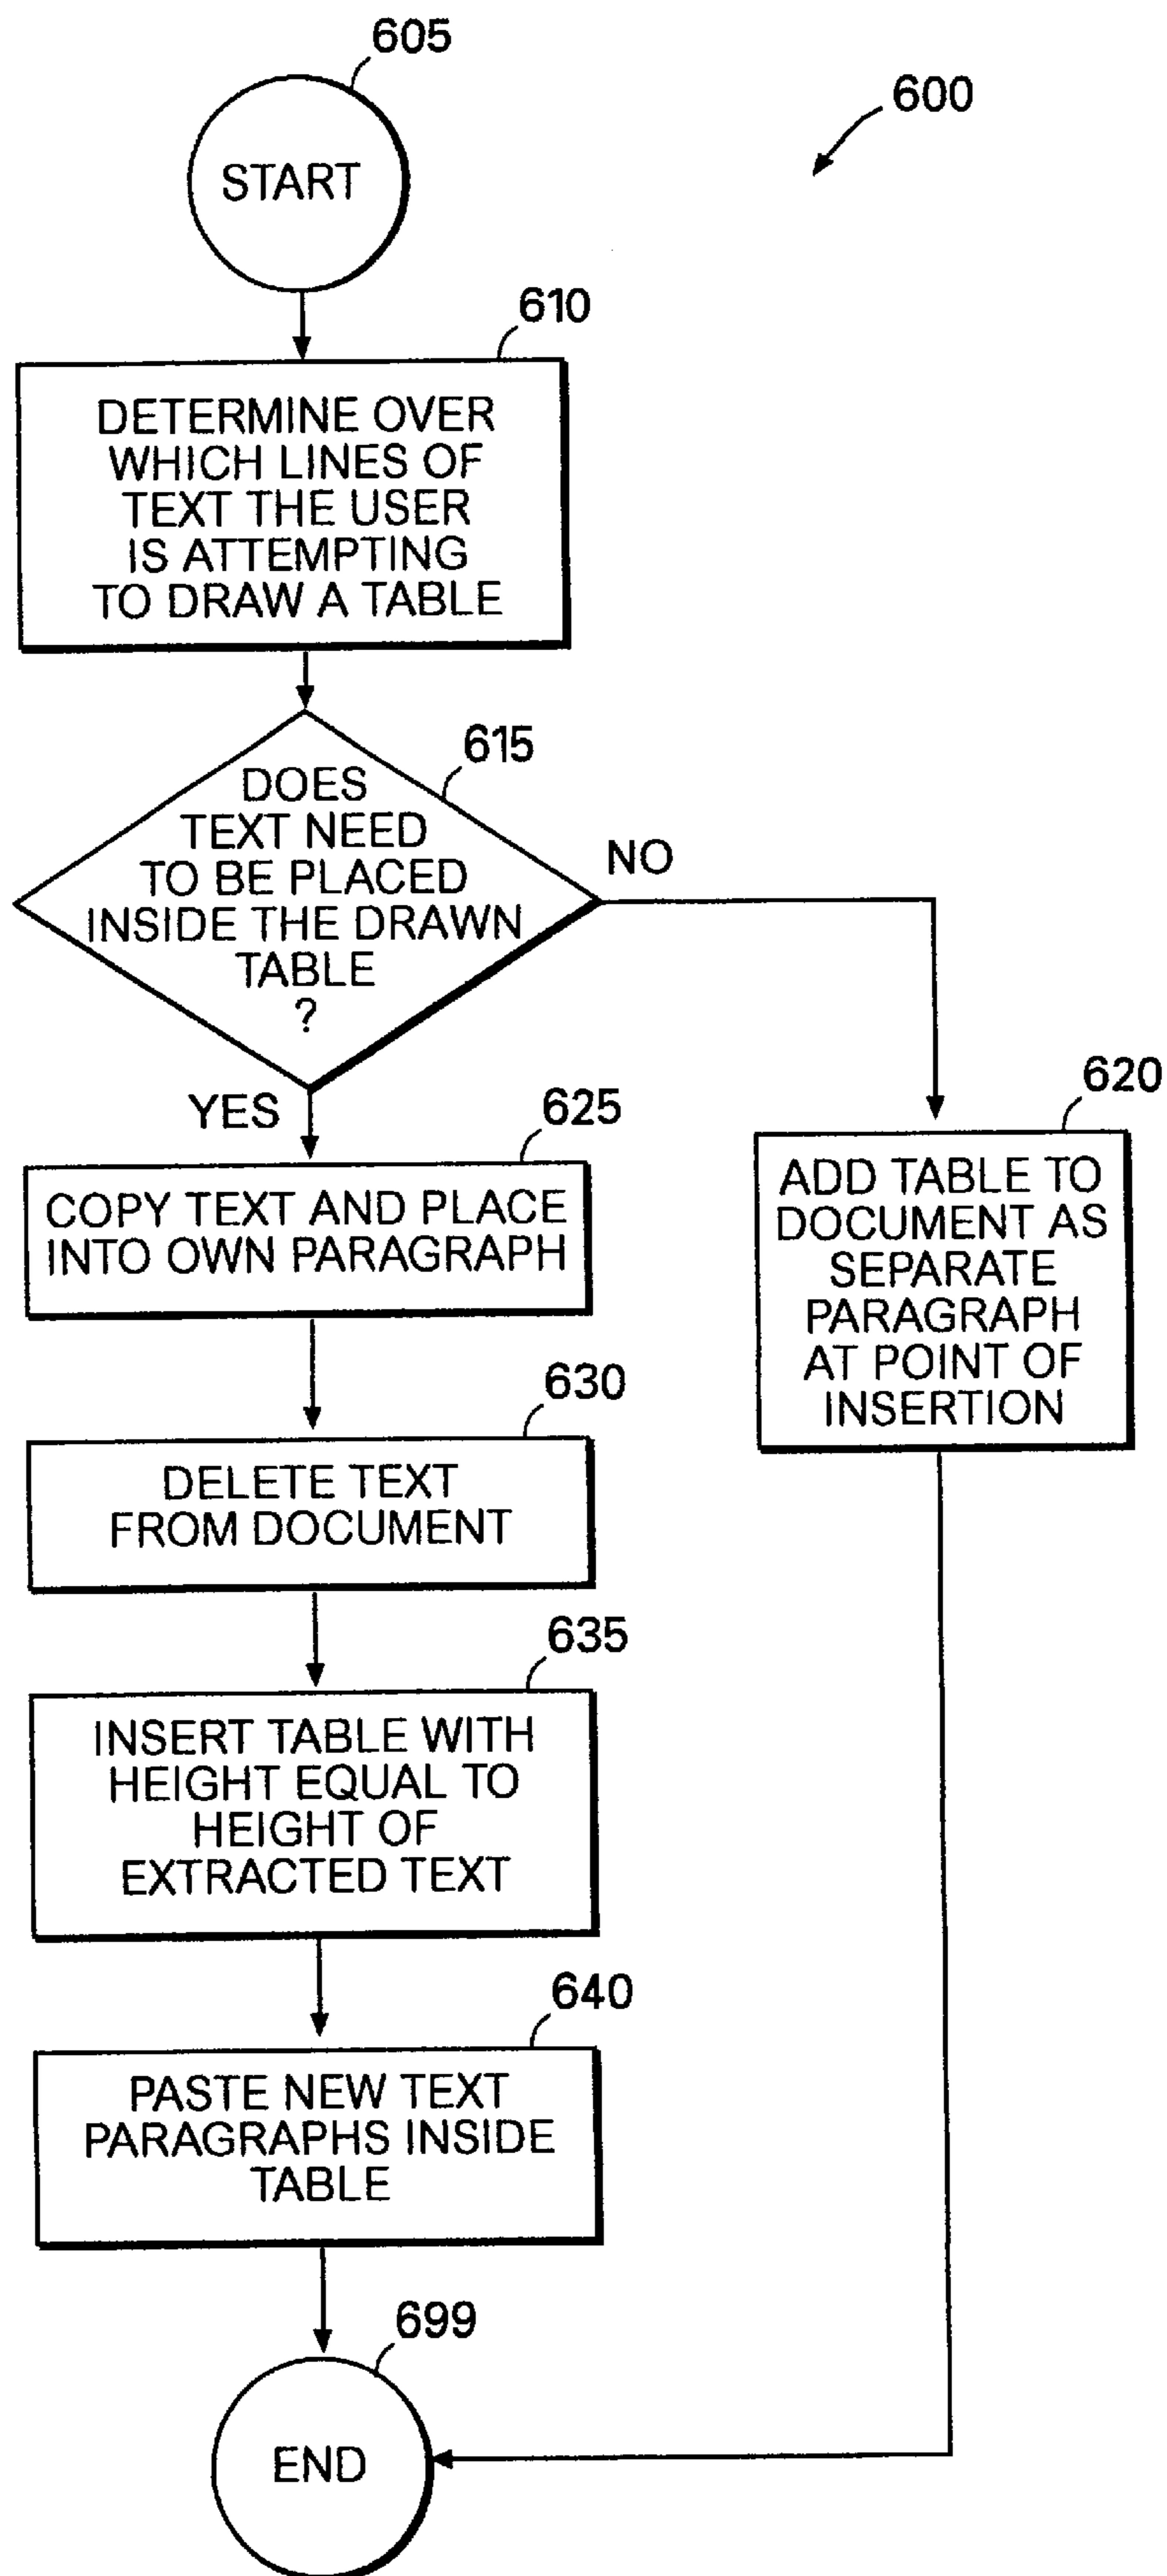 605
600
START
610
DETERMINE OVER
WHICH LINES OF
TEXT THE USER
IS ATTEMPTING
TO DRAW A TABLE
615
DOES
TEXT NEED
TO BE PLACED
INSIDE THE DRAWN
TABLE
?
NO
YES
620
ADD TABLE TO
DOCUMENT AS
SEPARATE
PARAGRAPH
AT POINT OF
INSERTION
625
COPY TEXT AND PLACE
INTO OWN PARAGRAPH
630
DELETE TEXT
FROM DOCUMENT
635
INSERT TABLE WITH
HEIGHT EQUAL TO
HEIGHT OF
EXTRACTED TEXT
640
PASTE NEW TEXT
PARAGRAPHS INSIDE
TABLE
699
END